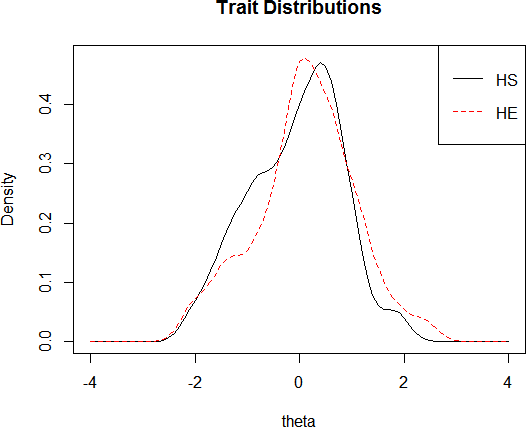 Trait Distributions
HS
HE
Density
0.4
0.3
0.2
0.1
0.0
-4 -2 0 2 4
theta